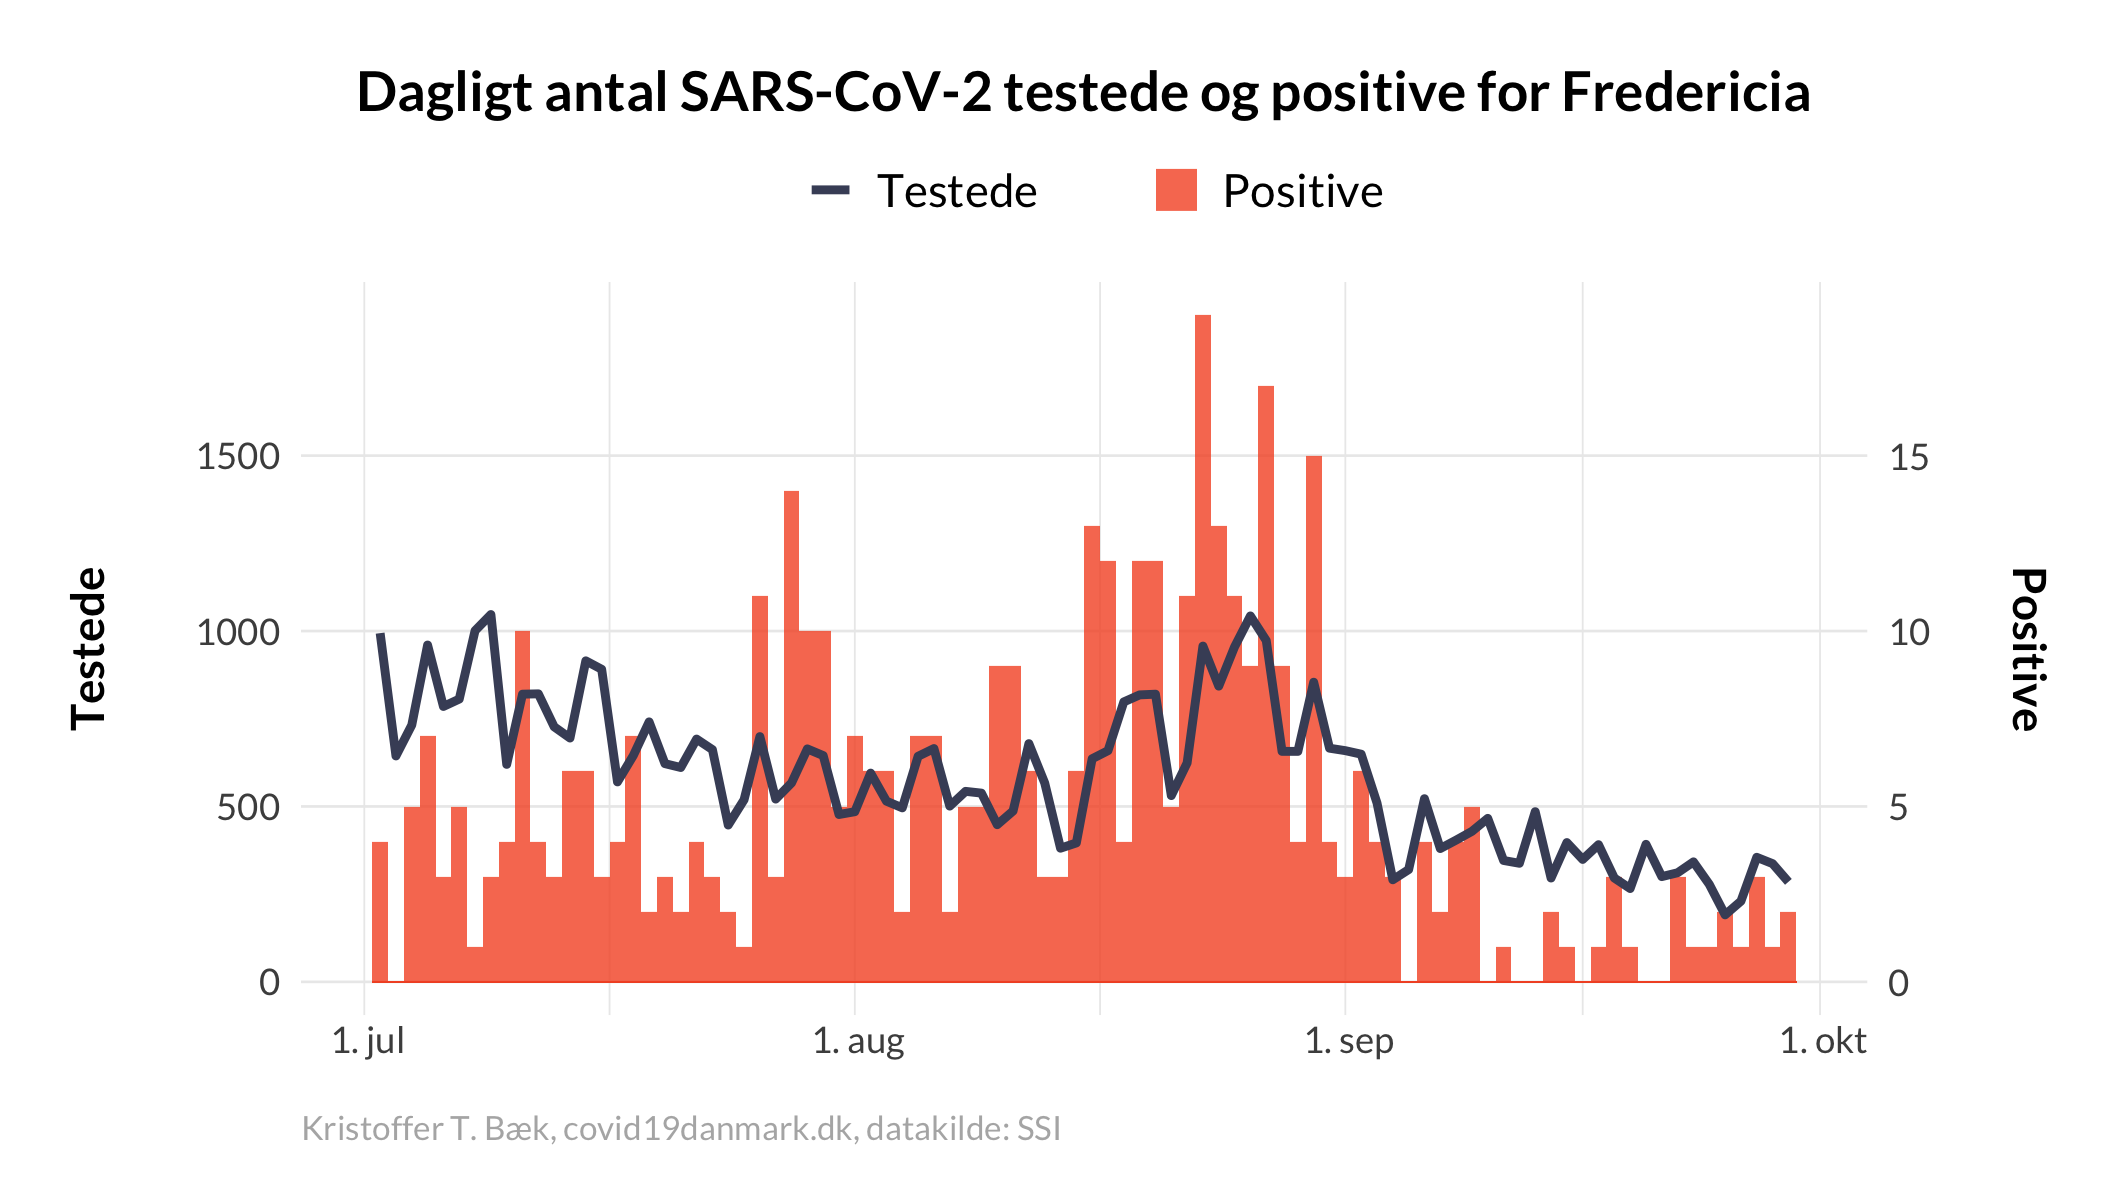 Dagligt antal SARS-CoV-2 testede og positive for Fredericia
Testede Positive
Testede
1500
1000
500
0
15
10
5
0
Positive
1. jul 1. aug 1. sep 1. okt
Kristoffer T. Bæk, covid19danmark.dk, datakilde: SSI